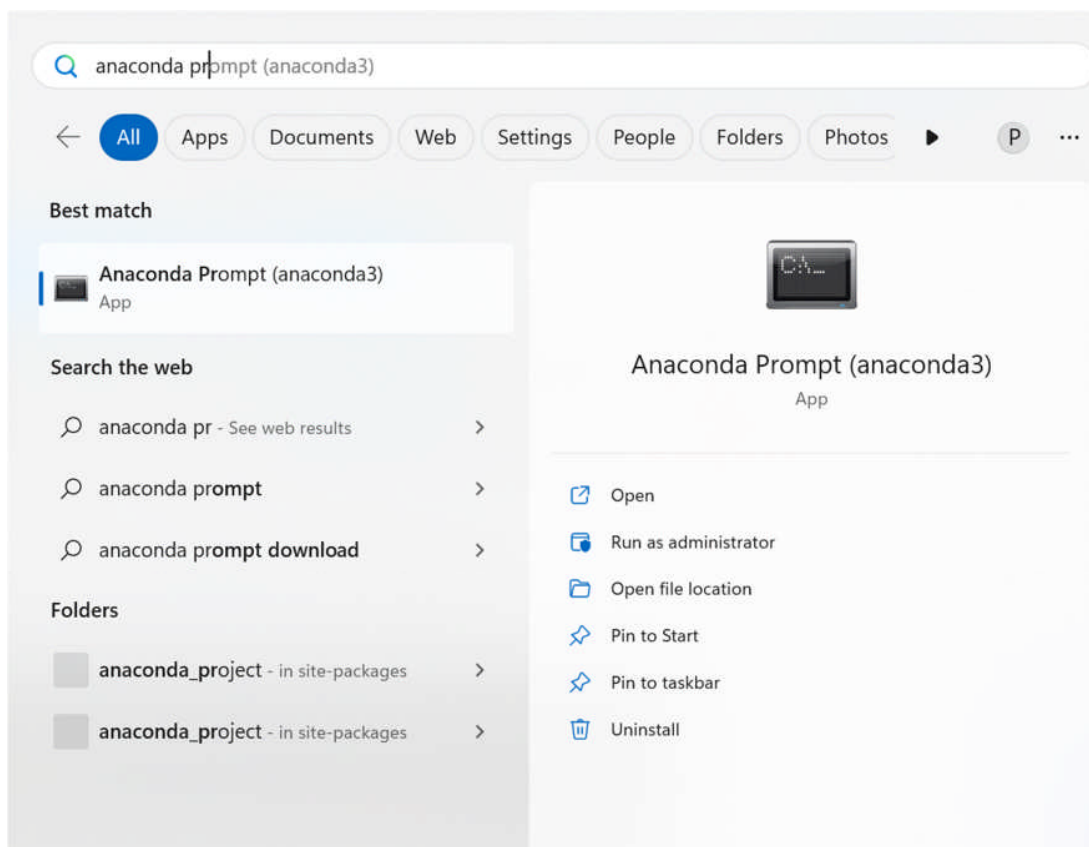 anaconda prompt (anaconda3)
All Apps Documents Web Settings People Folders Photos P ...
Best match
Anaconda Prompt (anaconda3)
App
Search the web
anaconda pr - See web results
anaconda prompt
anaconda prompt download
Folders
anaconda_project - in site-packages
anaconda_project - in site-packages
C:\_
Anaconda Prompt (anaconda3)
App
Open
Run as administrator
Open file location
Pin to Start
Pin to taskbar
Uninstall